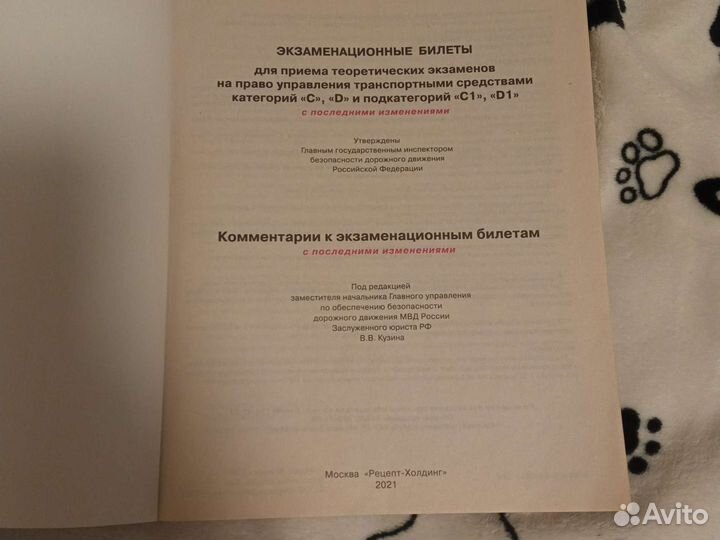 ЭКЗАМЕНАЦИОННЫЕ БИЛЕТЫ
для приема теоретических экзаменов
на право управления транспортными средствами
категорий «C», «D» и подкатегорий «C1», «D1»
с последними изменениями
Утверждены
Главным государственным инспектором
безопасности дорожного движения
Российской Федерации
Комментарии к экзаменационным билетам
с последними изменениями
Под редакцией
заместителя начальника Главного управления
по обеспечению безопасности
дорожного движения МВД России
Заслуженного юриста РФ
В.В. Кузина
Москва «Рецепт-Холдинг»
2021
Avito